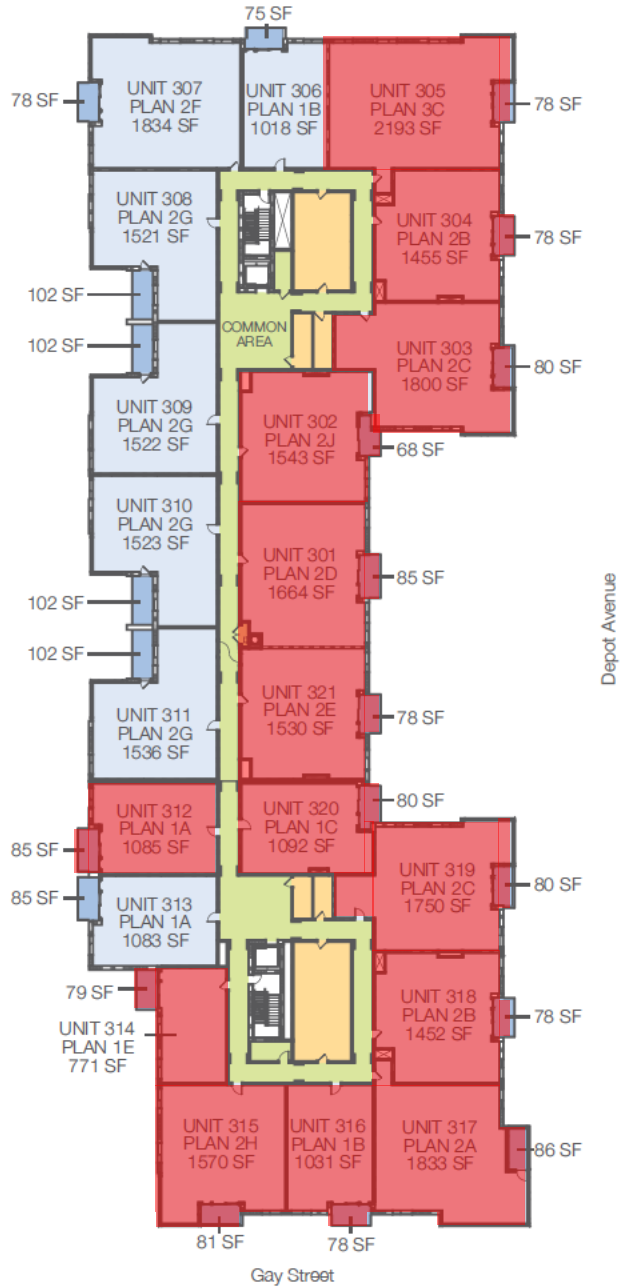 75 SF
UNIT 307
PLAN 2F
1834 SF
UNIT 306
PLAN 1B
1018 SF
UNIT 305
PLAN 3C
2193 SF
78 SF
78 SF
UNIT 308
PLAN 2G
1521 SF
UNIT 304
PLAN 2B
1455 SF
78 SF
102 SF
COMMON
AREA
102 SF
UNIT 303
PLAN 2C
1800 SF
80 SF
UNIT 309
PLAN 2G
1522 SF
UNIT 302
PLAN 2J
1543 SF
68 SF
UNIT 310
PLAN 2G
1523 SF
UNIT 301
PLAN 2D
1664 SF
85 SF
102 SF
102 SF
Depot Avenue
UNIT 311
PLAN 2G
1536 SF
UNIT 321
PLAN 2E
1530 SF
78 SF
UNIT 312
PLAN 1A
1085 SF
UNIT 320
PLAN 1C
1092 SF
80 SF
85 SF
85 SF
UNIT 313
PLAN 1A
1083 SF
UNIT 319
PLAN 2C
1750 SF
80 SF
79 SF
UNIT 314
PLAN 1E
771 SF
UNIT 318
PLAN 2B
1452 SF
78 SF
UNIT 315
PLAN 2H
1570 SF
UNIT 316
PLAN 1B
1031 SF
UNIT 317
PLAN 2A
1833 SF
86 SF
81 SF
78 SF
Gay Street